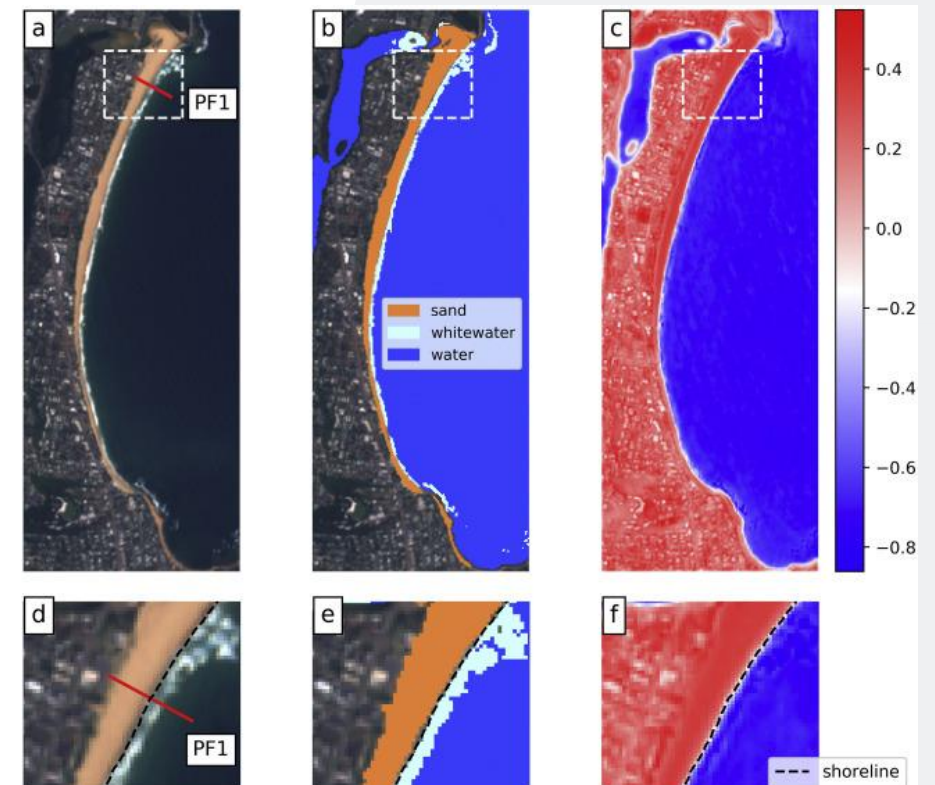 a
PF1
b
sand
whitewater
water
c
0.4
0.2
0.0
−0.2
−0.4
−0.6
−0.8
d
PF1
e
f
shoreline